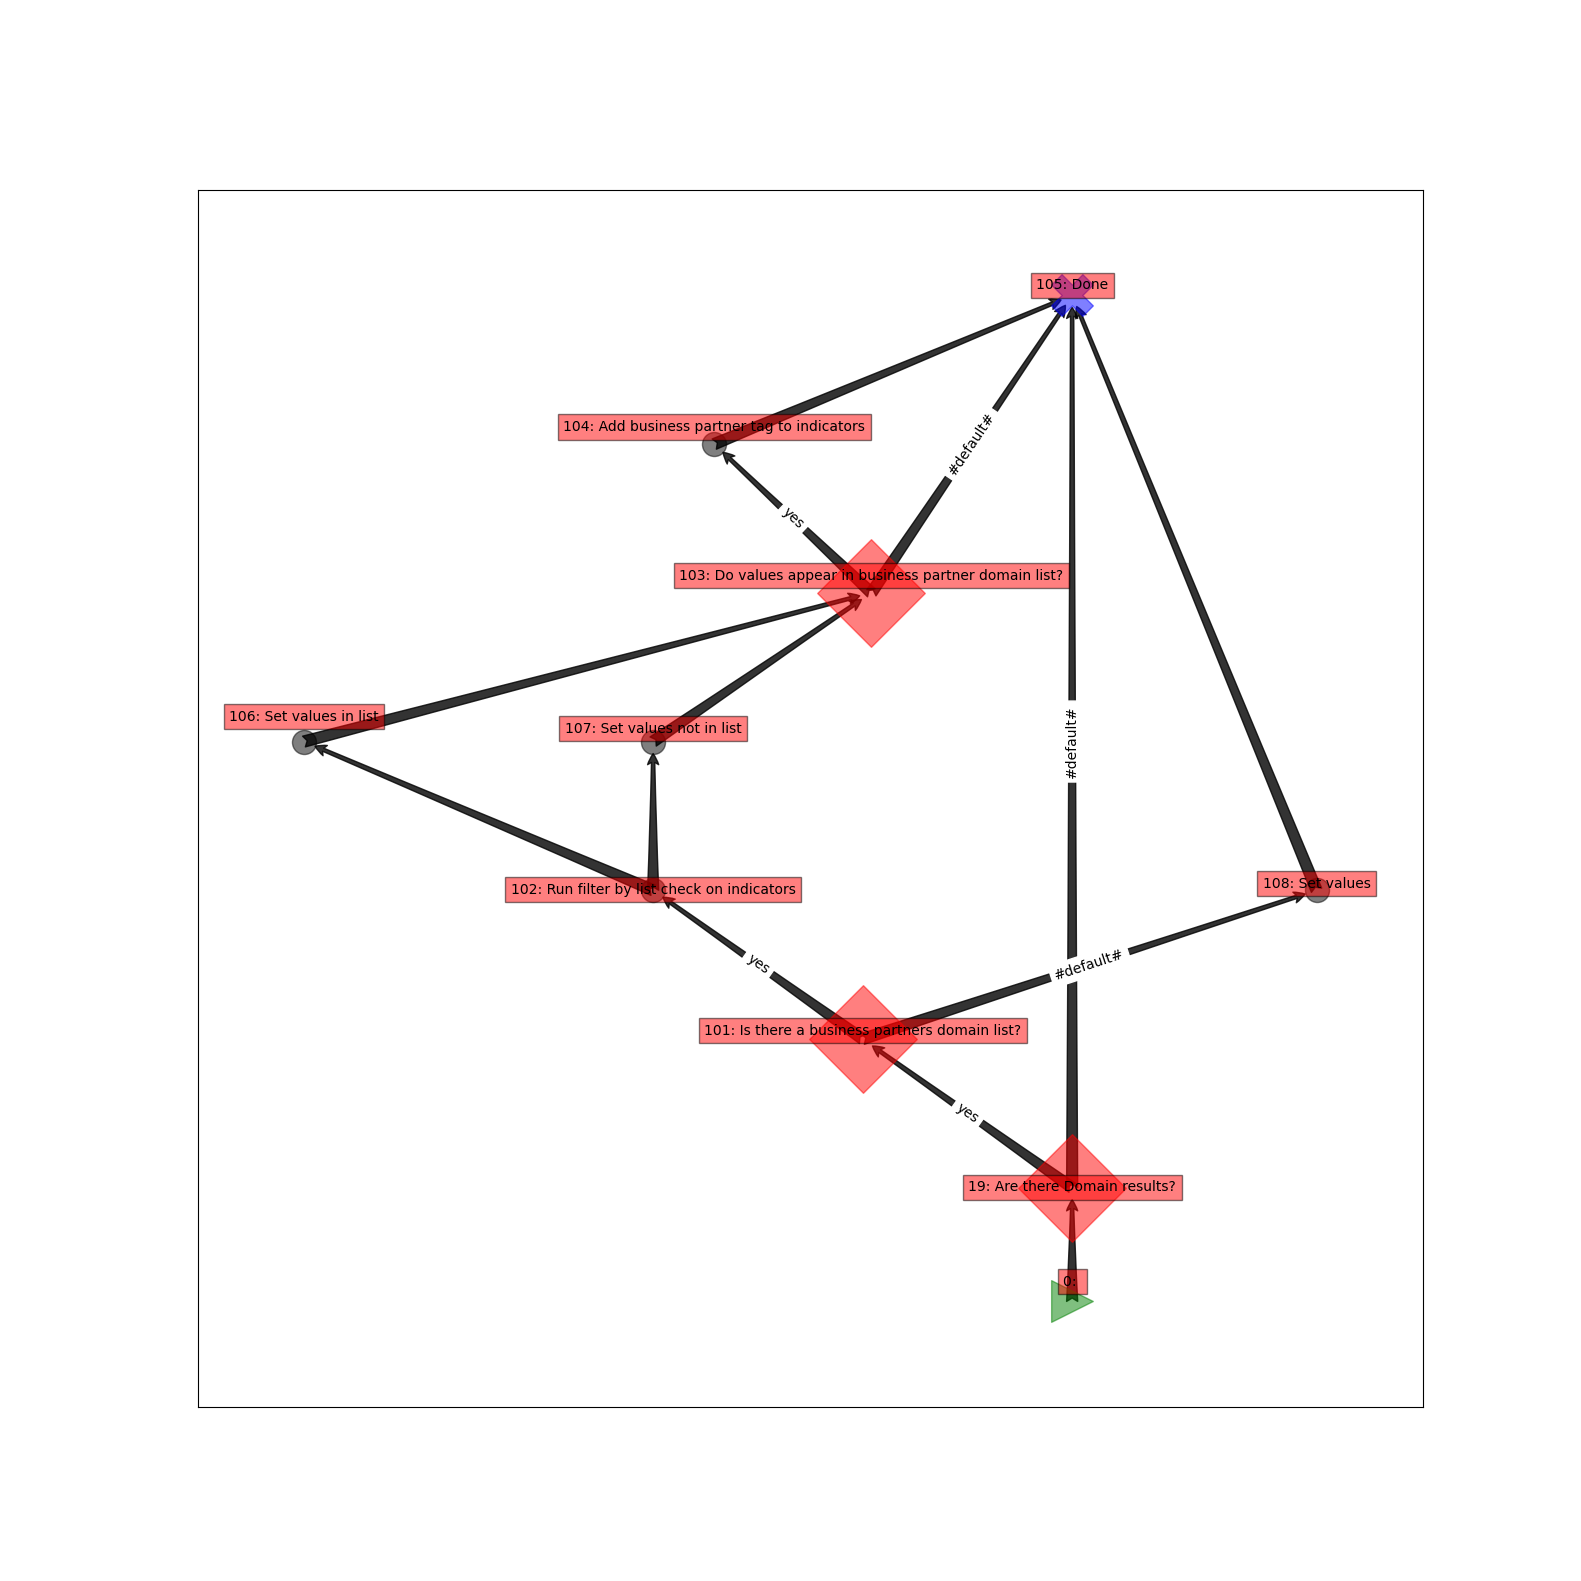 105: Done
104: Add business partner tag to indicators
#default#
yes
103: Do values appear in business partner domain list?
106: Set values in list
107: Set values not in list
#default#
102: Run filter by list check on indicators
108: Set values
yes
#default#
101: Is there a business partners domain list?
yes
19: Are there Domain results?
0: